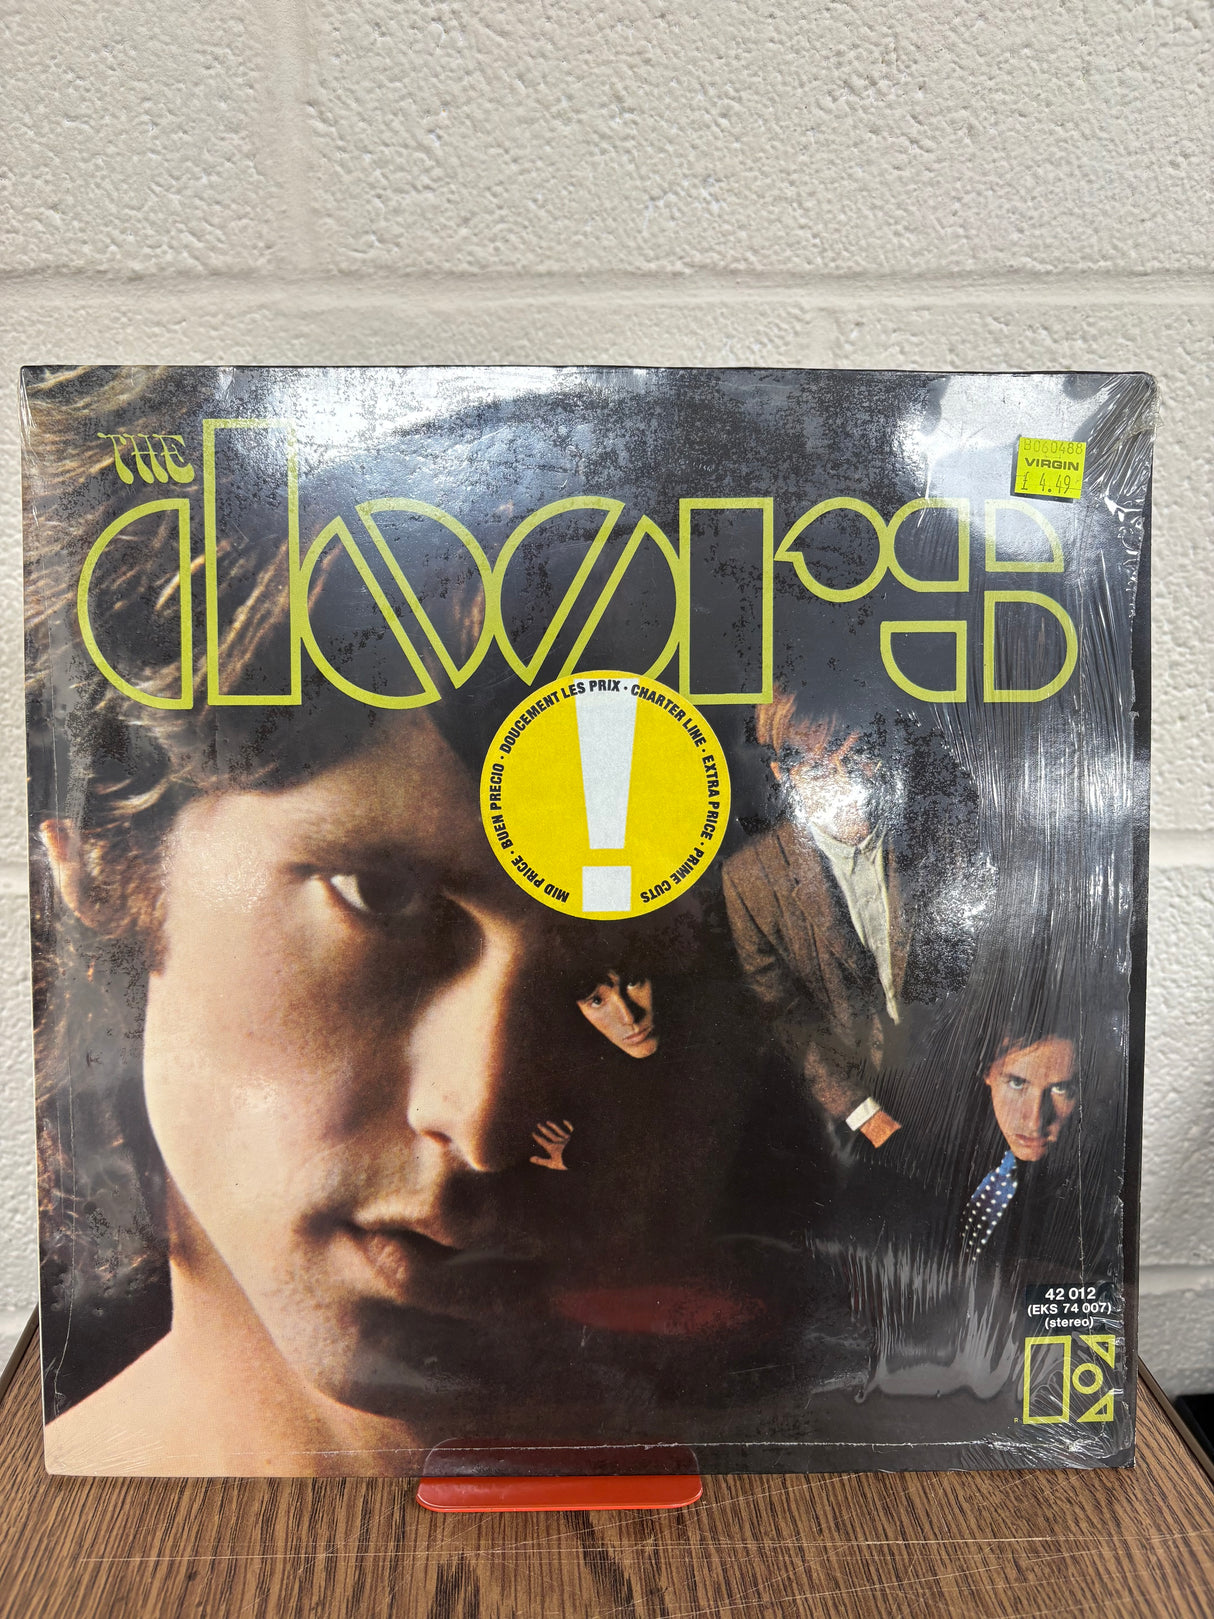 THE
doors
B060488
VIRGIN
£ 4.49
MID PRICE · BUEN PRECIO · DOUCEMENT LES PRIX · CHARTER LINE · EXTRA PRICE · PRIME CUTS
!
42 012
(EKS 74 007)
(stereo)